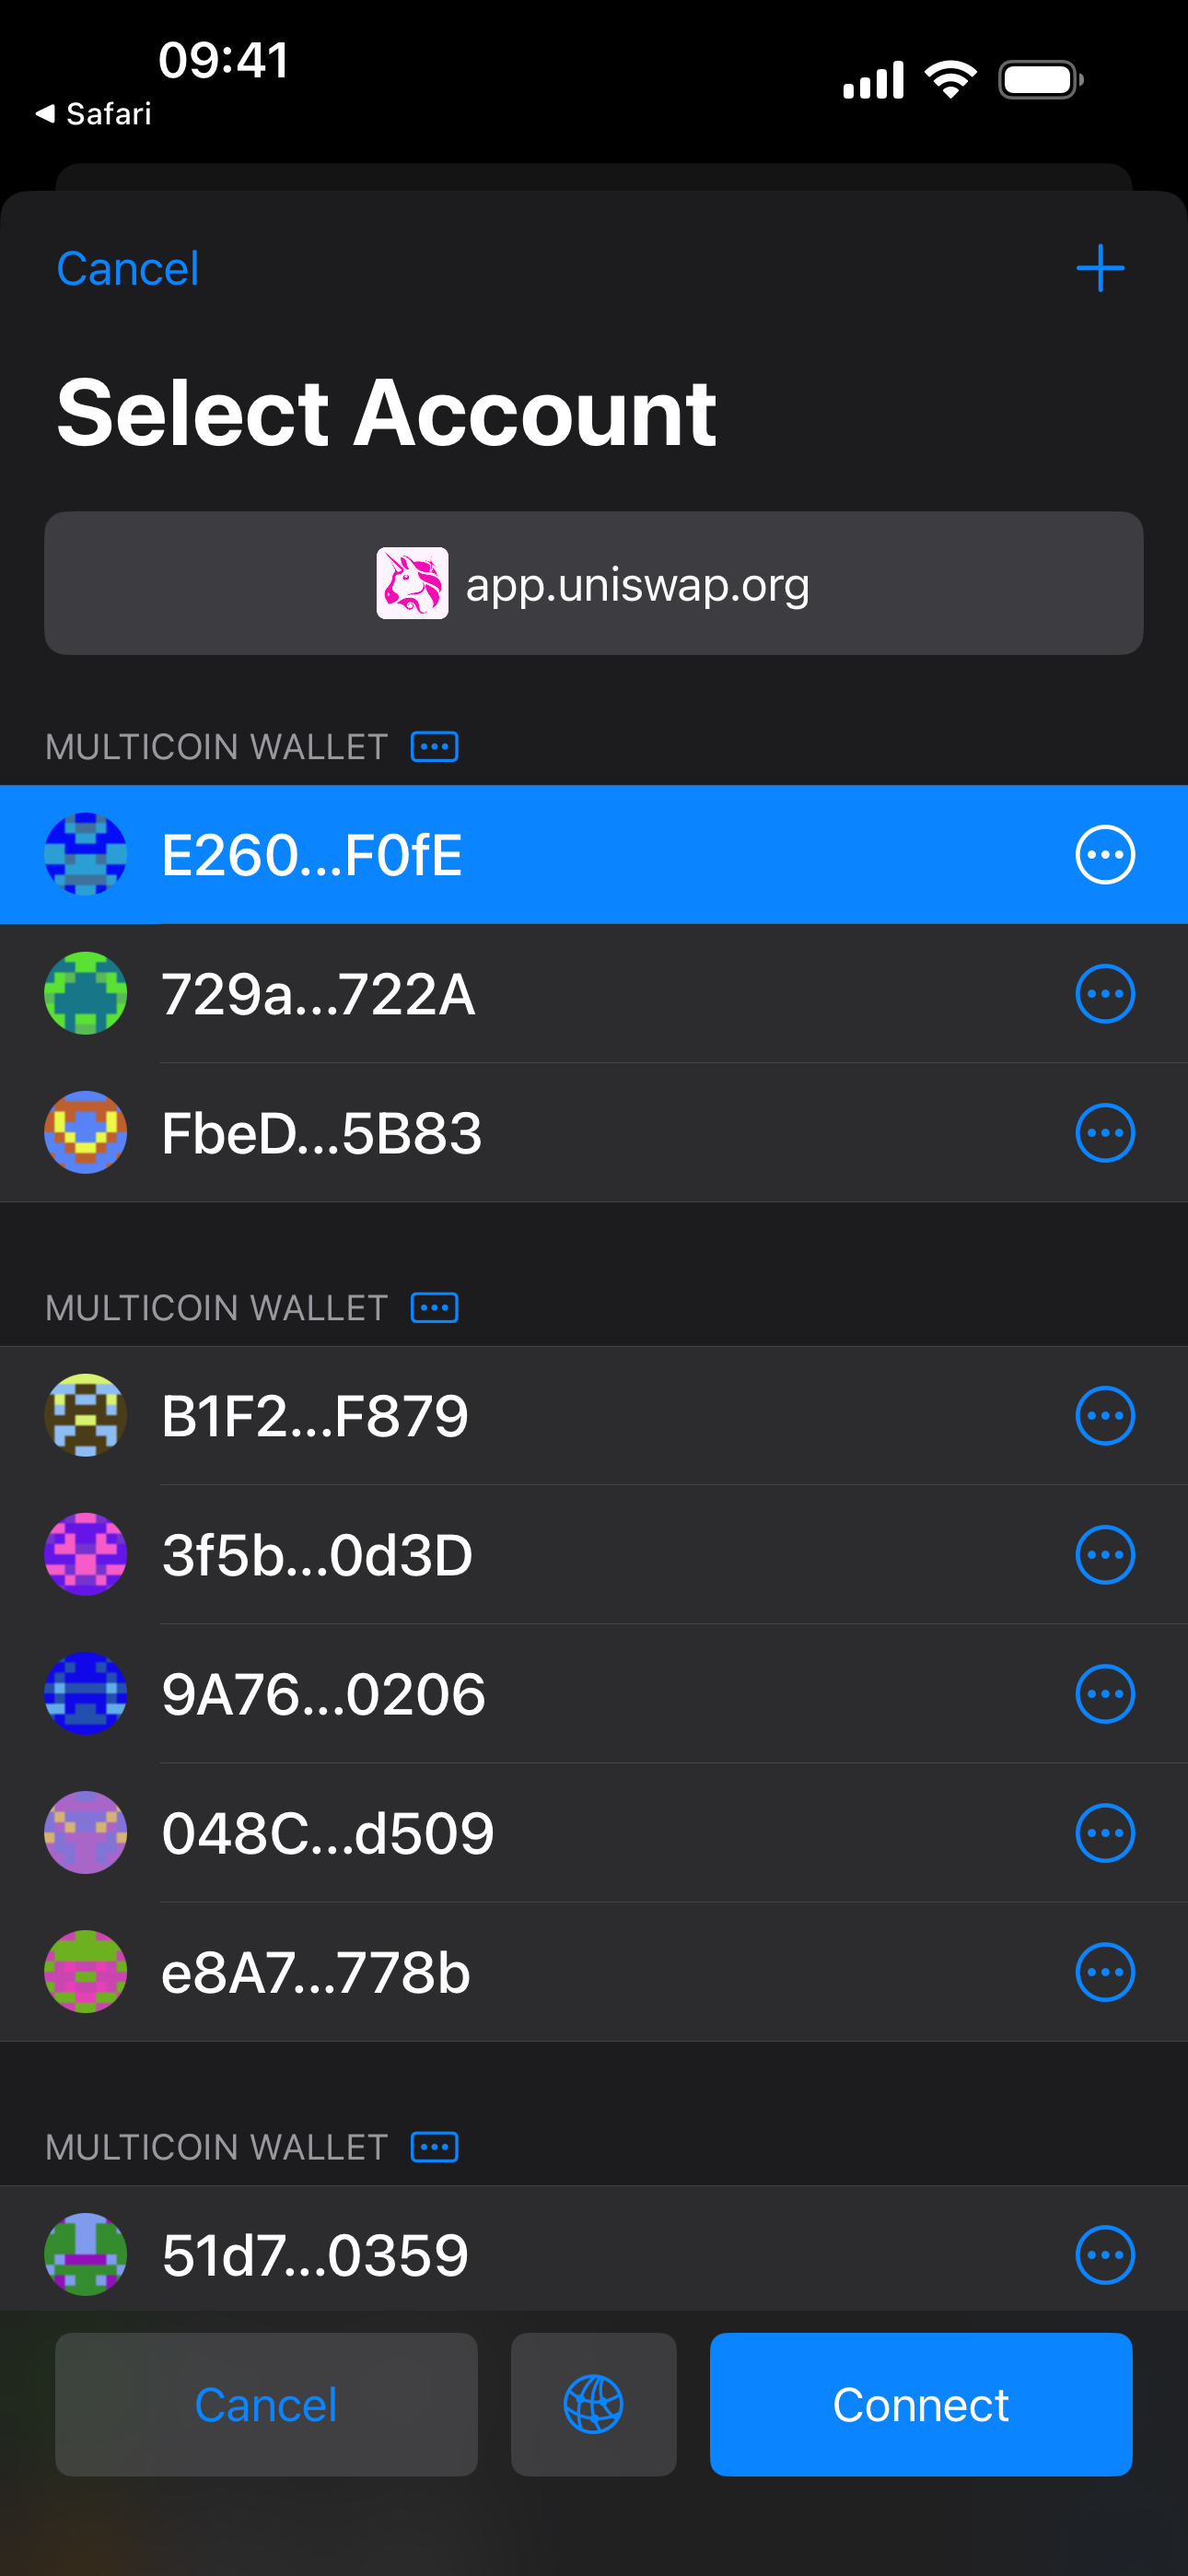 09:41
Safari
Cancel
Select Account
app.uniswap.org
MULTICOIN WALLET
E260...F0fE
729a...722A
FbeD...5B83
MULTICOIN WALLET
B1F2...F879
3f5b...0d3D
9A76...0206
048C...d509
e8A7...778b
MULTICOIN WALLET
51d7...0359
Cancel
Connect